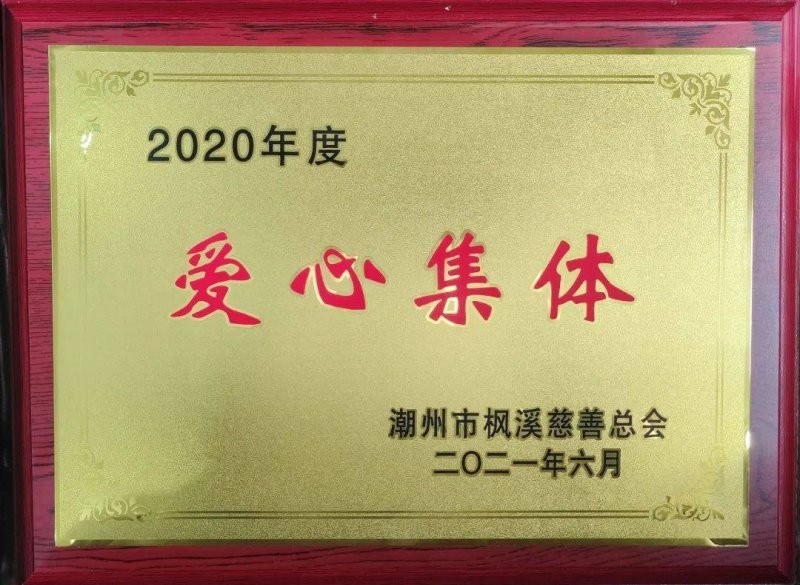 2020年度
爱心集体
潮州市枫溪慈善总会
二〇二一年六月